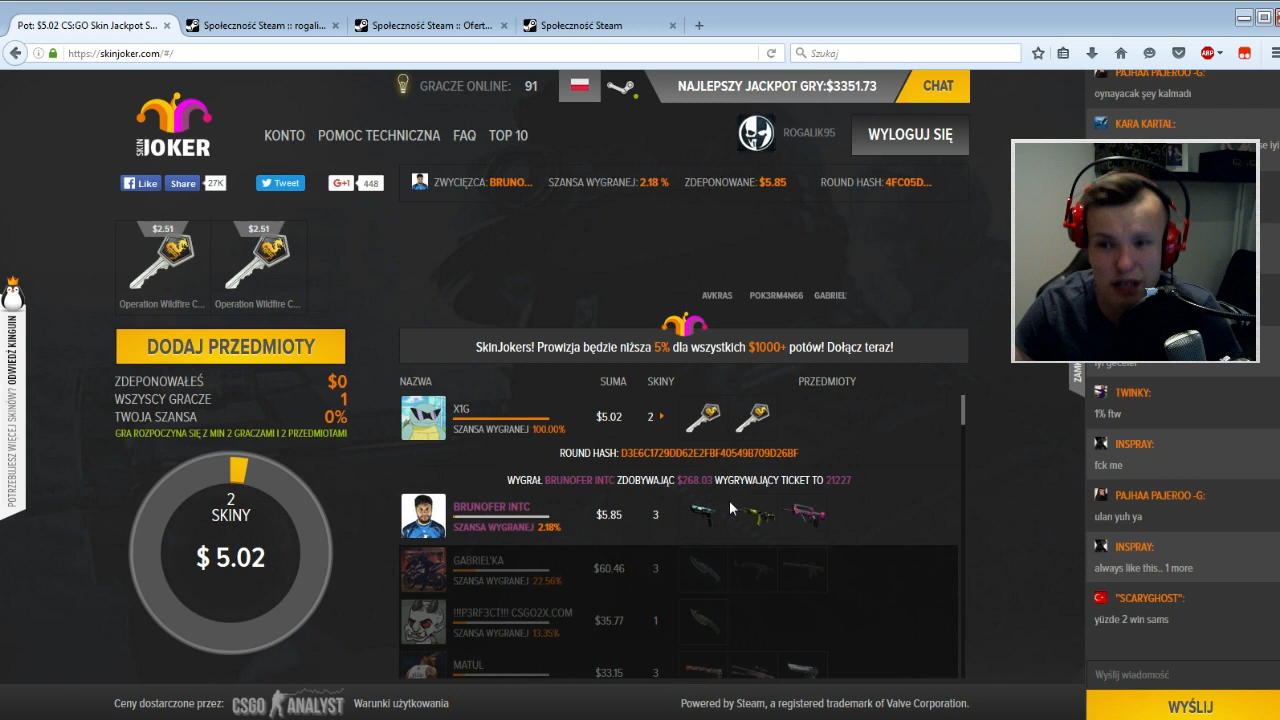 Pot: $5.02 CS:GO Skin Jackpot S...
Społeczność Steam :: rogali...
Społeczność Steam :: Ofert...
Społeczność Steam
https://skinjoker.com/#/
Szukaj
ABP
GRACZE ONLINE: 91
NAJLEPSZY JACKPOT GRY:$3351.73
CHAT
SKIN JOKER
KONTO
POMOC TECHNICZNA
FAQ
TOP 10
ROGALIK95
WYLOGUJ SIĘ
Like
Share
27K
Tweet
G+1
448
ZWYCIĘZCA: BRUNO...
SZANSA WYGRANEJ: 2.18 %
ZDEPONOWANE: $5.85
ROUND HASH: 4FC05D...
$2.51
$2.51
Operation Wildfire C...
Operation Wildfire C...
AVKRAS
POK3RM4N66
GABRIEL'
DODAJ PRZEDMIOTY
SkinJokers! Prowizja będzie niższa 5% dla wszystkich $1000+ potów! Dołącz teraz!
ZDEPONOWAŁEŚ $0
WSZYSCY GRACZE 1
TWOJA SZANSA 0%
GRA ROZPOCZYNA SIĘ Z MIN 2 GRACZAMI I 2 PRZEDMIOTAMI
2
SKINY
$ 5.02
POTRZEBUJESZ WIĘCEJ SKINÓW? ODWIEDŹ KINGUIN
NAZWA
SUMA
SKINY
PRZEDMIOTY
X1G
SZANSA WYGRANEJ 100.00%
$5.02
2
ROUND HASH: D3E6C1729DD62E2FBF40549B709D26BF
WYGRAŁ BRUNOFER INTC ZDOBYWAJĄC $268.03 WYGRYWAJĄCY TICKET TO 21227
BRUNOFER INTC
SZANSA WYGRANEJ 2.18%
$5.85
3
GABRIEL'KA
SZANSA WYGRANEJ 22.56%
$60.46
3
!!!P3RF3CT!!! CSGO2X.COM
SZANSA WYGRANEJ 13.35%
$35.77
1
MATUL
$33.15
3
PAJHAA PAJEROO -G:
oynayacak şey kalmadı
KARA KARTAL:
se iyi
TWINKY:
1% ftw
INSPRAY:
fck me
PAJHAA PAJEROO -G:
ulan yuh ya
INSPRAY:
always like this.. 1 more
"SCARYGHOST":
yüzde 2 win sams
Wyślij wiadomość
WYŚLIJ
Ceny dostarczone przez: CSGO ANALYST
Warunki użytkowania
Powered by Steam, a registered trademark of Valve Corporation.